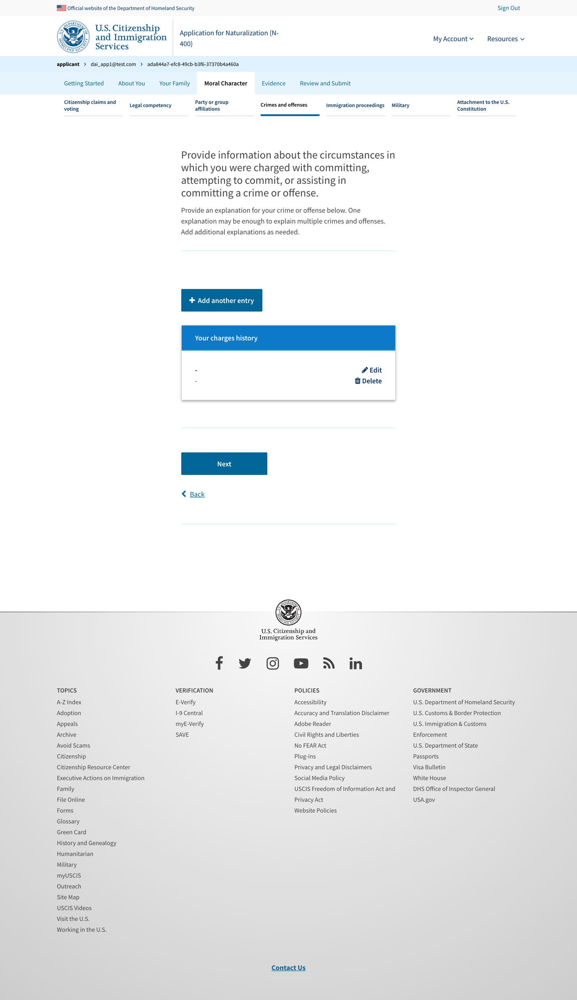 Official website of the Department of Homeland Security
Sign Out
U.S. Citizenship
and Immigration
Services
Application for Naturalization (N-
400)
My Account
Resources
applicant > dai_app1@test.com > ada844a7-efc8-49cb-b3f6-37370b4a460a
Getting Started
About You
Your Family
Moral Character
Evidence
Review and Submit
Citizenship claims and
voting
Legal competency
Party or group
affiliations
Crimes and offenses
Immigration proceedings
Military
Attachment to the U.S.
Constitution
Provide information about the circumstances in
which you were charged with committing,
attempting to commit, or assisting in
committing a crime or offense.
Provide an explanation for your crime or offense below. One
explanation may be enough to explain multiple crimes and offenses.
Add additional explanations as needed.
Add another entry
Your charges history
-
Edit
-
Delete
Next
Back
U.S. DEPARTMENT OF HOMELAND SECURITY
U.S. Citizenship and
Immigration Services
TOPICS
A-Z Index
Adoption
Appeals
Archive
Avoid Scams
Citizenship
Citizenship Resource Center
Executive Actions on Immigration
Family
File Online
Forms
Glossary
Green Card
History and Genealogy
Humanitarian
Military
myUSCIS
Outreach
Site Map
USCIS Videos
Visit the U.S.
Working in the U.S.
VERIFICATION
E-Verify
I-9 Central
myE-Verify
SAVE
POLICIES
Accessibility
Accuracy and Translation Disclaimer
Adobe Reader
Civil Rights and Liberties
No FEAR Act
Plug-ins
Privacy and Legal Disclaimers
Social Media Policy
USCIS Freedom of Information Act and
Privacy Act
Website Policies
GOVERNMENT
U.S. Department of Homeland Security
U.S. Customs & Border Protection
U.S. Immigration & Customs
Enforcement
U.S. Department of State
Passports
Visa Bulletin
White House
DHS Office of Inspector General
USA.gov
Contact Us